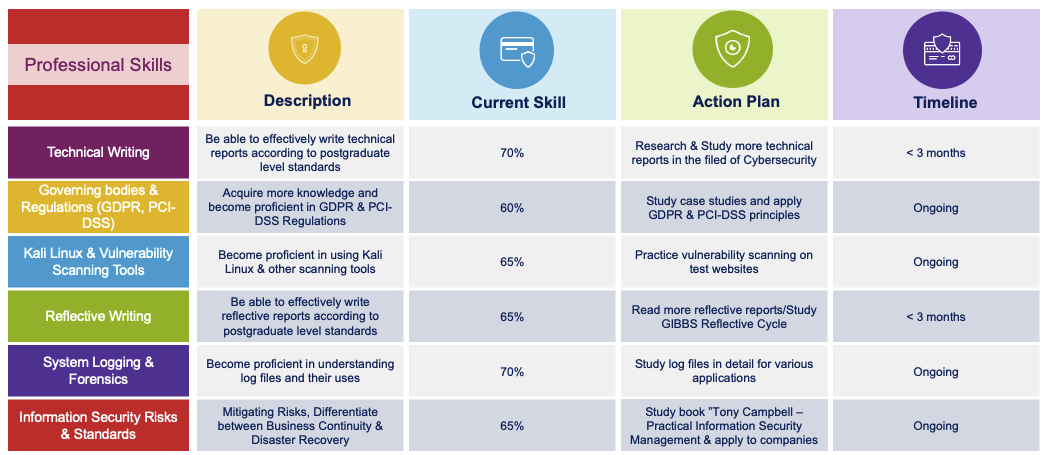 Professional Skills
Description
Current Skill
Action Plan
Timeline
Technical Writing
Be able to effectively write technical
reports according to postgraduate
level standards
70%
Research & Study more technical
reports in the filed of Cybersecurity
< 3 months
Governing bodies &
Regulations (GDPR, PCI-
DSS)
Acquire more knowledge and
become proficient in GDPR & PCI-
DSS Regulations
60%
Study case studies and apply
GDPR & PCI-DSS principles
Ongoing
Kali Linux & Vulnerability
Scanning Tools
Become proficient in using Kali
Linux & other scanning tools
65%
Practice vulnerability scanning on
test websites
Ongoing
Reflective Writing
Be able to effectively write
reflective reports according to
postgraduate level standards
65%
Read more reflective reports/Study
GIBBS Reflective Cycle
< 3 months
System Logging &
Forensics
Become proficient in understanding
log files and their uses
70%
Study log files in detail for various
applications
Ongoing
Information Security Risks
& Standards
Mitigating Risks, Differentiate
between Business Continuity &
Disaster Recovery
65%
Study book "Tony Campbell –
Practical Information Security
Management & apply to companies
Ongoing